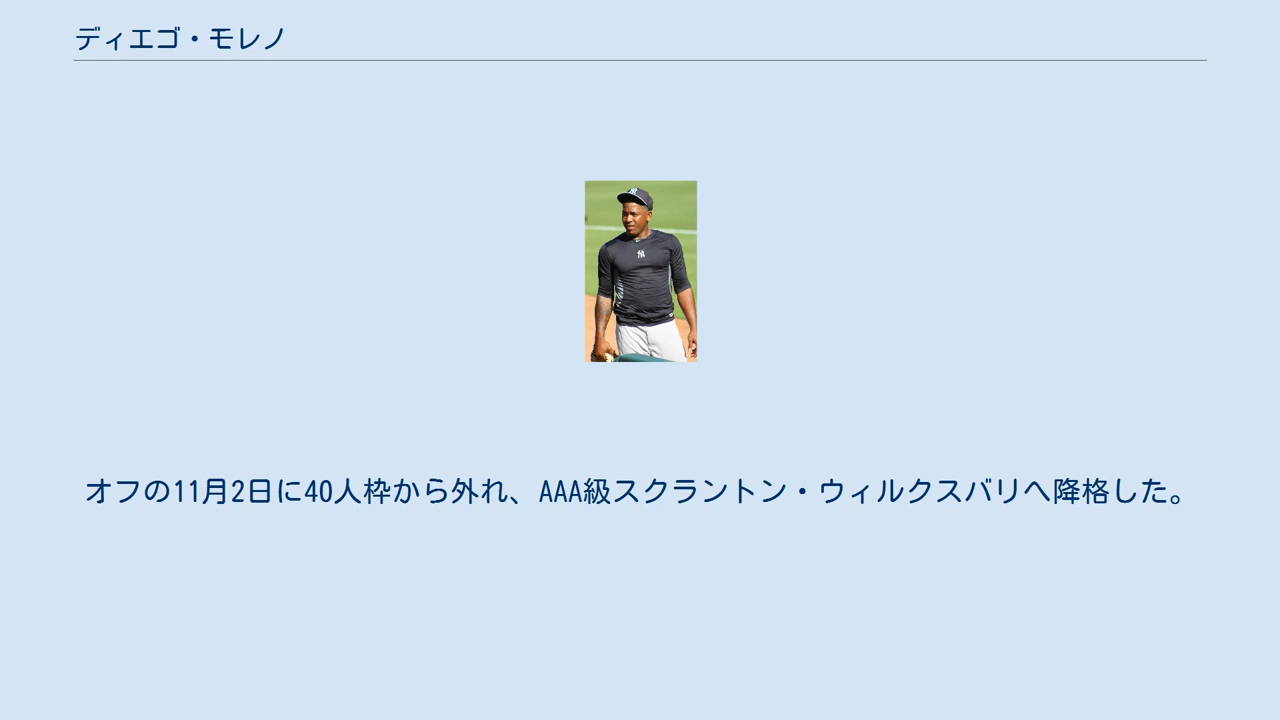 ディエゴ・モレノ
オフの11月2日に40人枠から外れ、AAA級スクラントン・ウィルクスバリへ降格した。